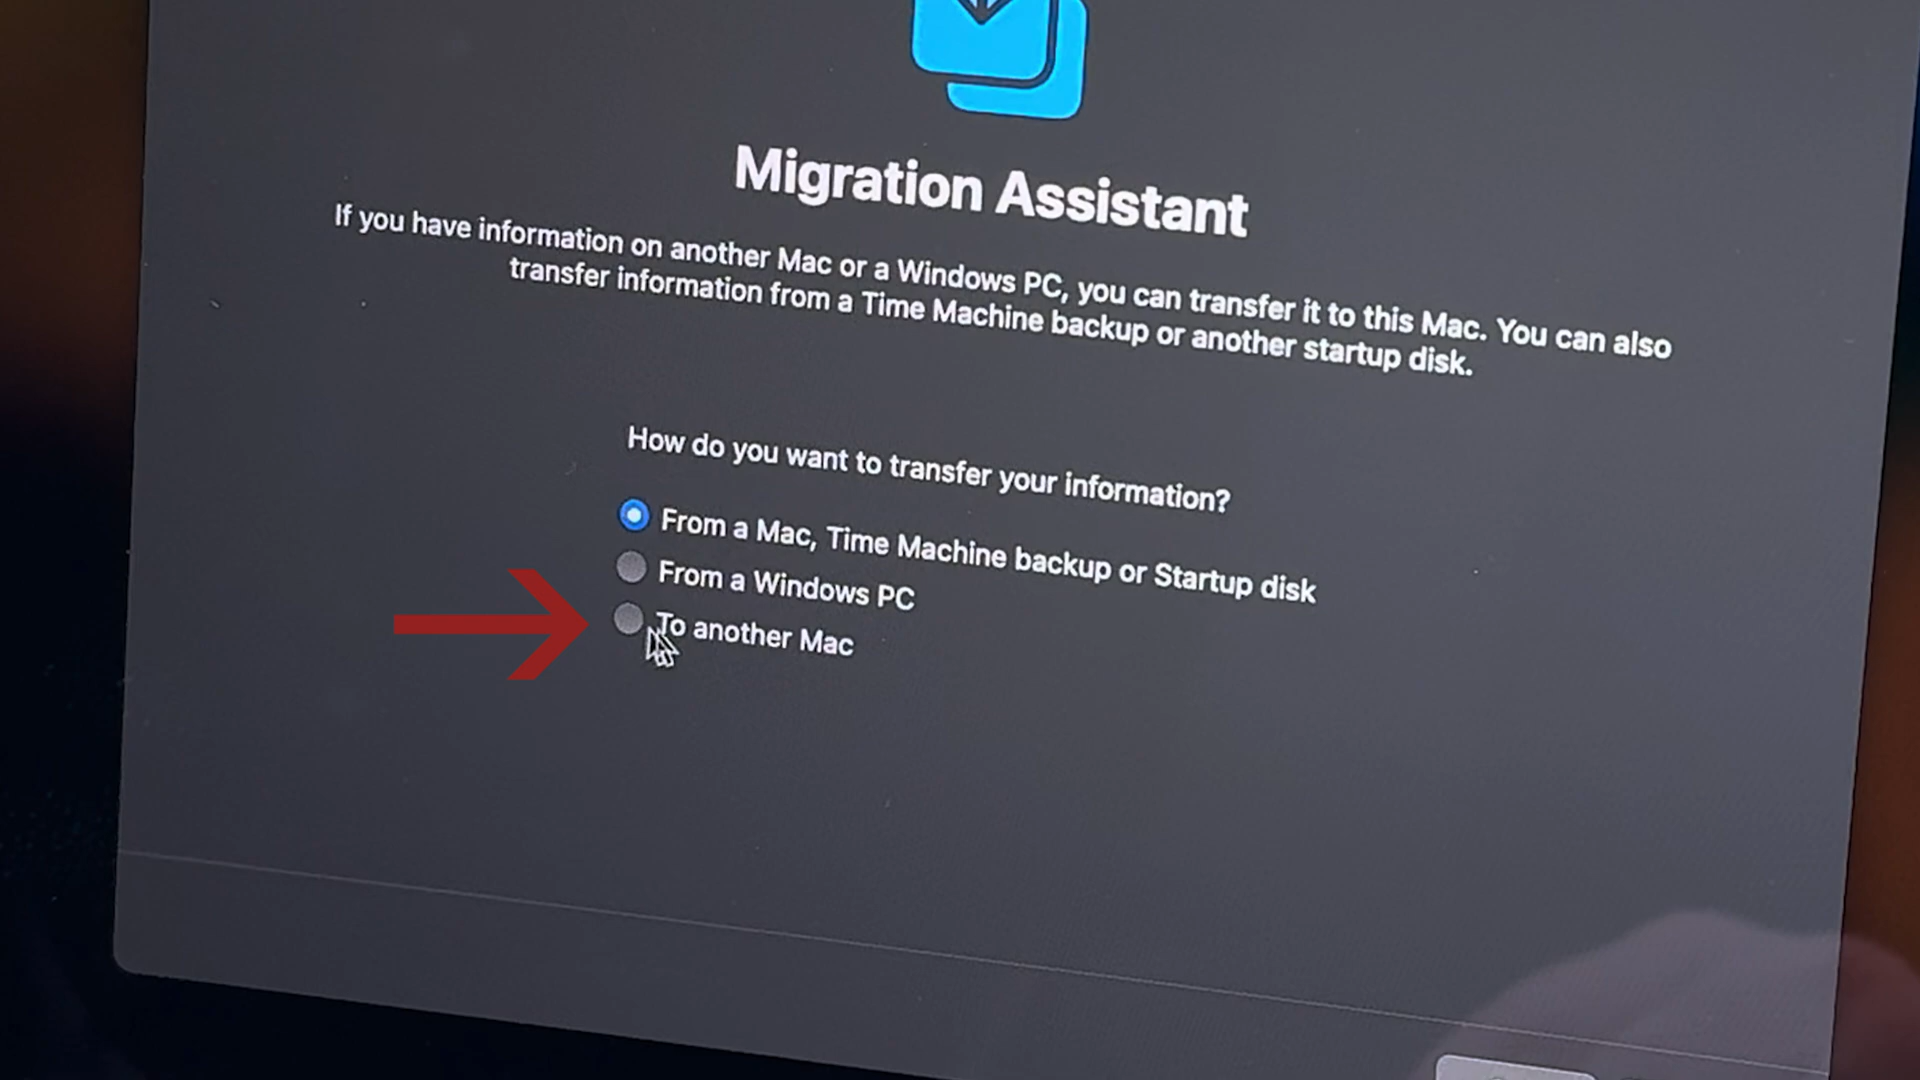 Migration Assistant
If you have information on another Mac or a Windows PC, you can transfer it to this Mac. You can also
transfer information from a Time Machine backup or another startup disk.
How do you want to transfer your information?
From a Mac, Time Machine backup or Startup disk
From a Windows PC
To another Mac